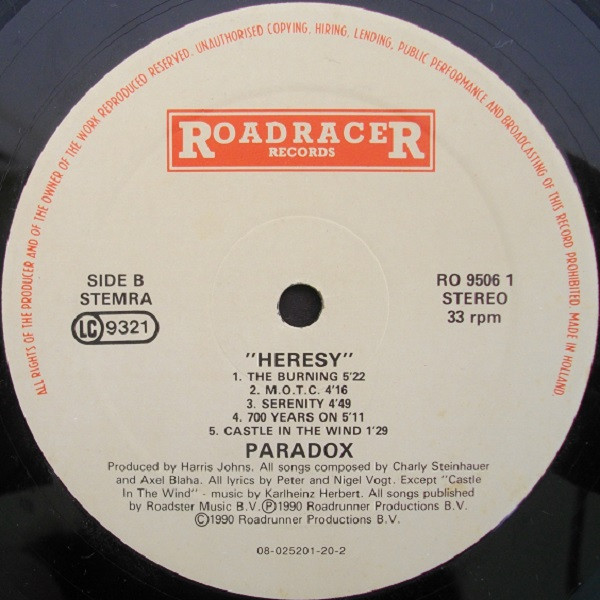 ALL RIGHTS OF THE PRODUCER AND OF THE OWNER OF THE WORK REPRODUCED RESERVED. UNAUTHORISED COPYING, HIRING, LENDING, PUBLIC PERFORMANCE AND BROADCASTING OF THIS RECORD PROHIBITED. MADE IN HOLLAND
ROADRACER
RECORDS
SIDE B
STEMRA
LC 9321
RO 9506 1
STEREO
33 rpm
"HERESY"
1. THE BURNING 5'22
2. M.O.T.C. 4'16
3. SERENITY 4'49
4. 700 YEARS ON 5'11
5. CASTLE IN THE WIND 1'29
PARADOX
Produced by Harris Johns. All songs composed by Charly Steinhauer
and Axel Blaha. All lyrics by Peter and Nigel Vogt. Except "Castle
In The Wind" - music by Karlheinz Herbert. All songs published
by Roadster Music B.V. Ⓟ1990 Roadrunner Productions B.V.
©1990 Roadrunner Productions B.V.
08-025201-20-2